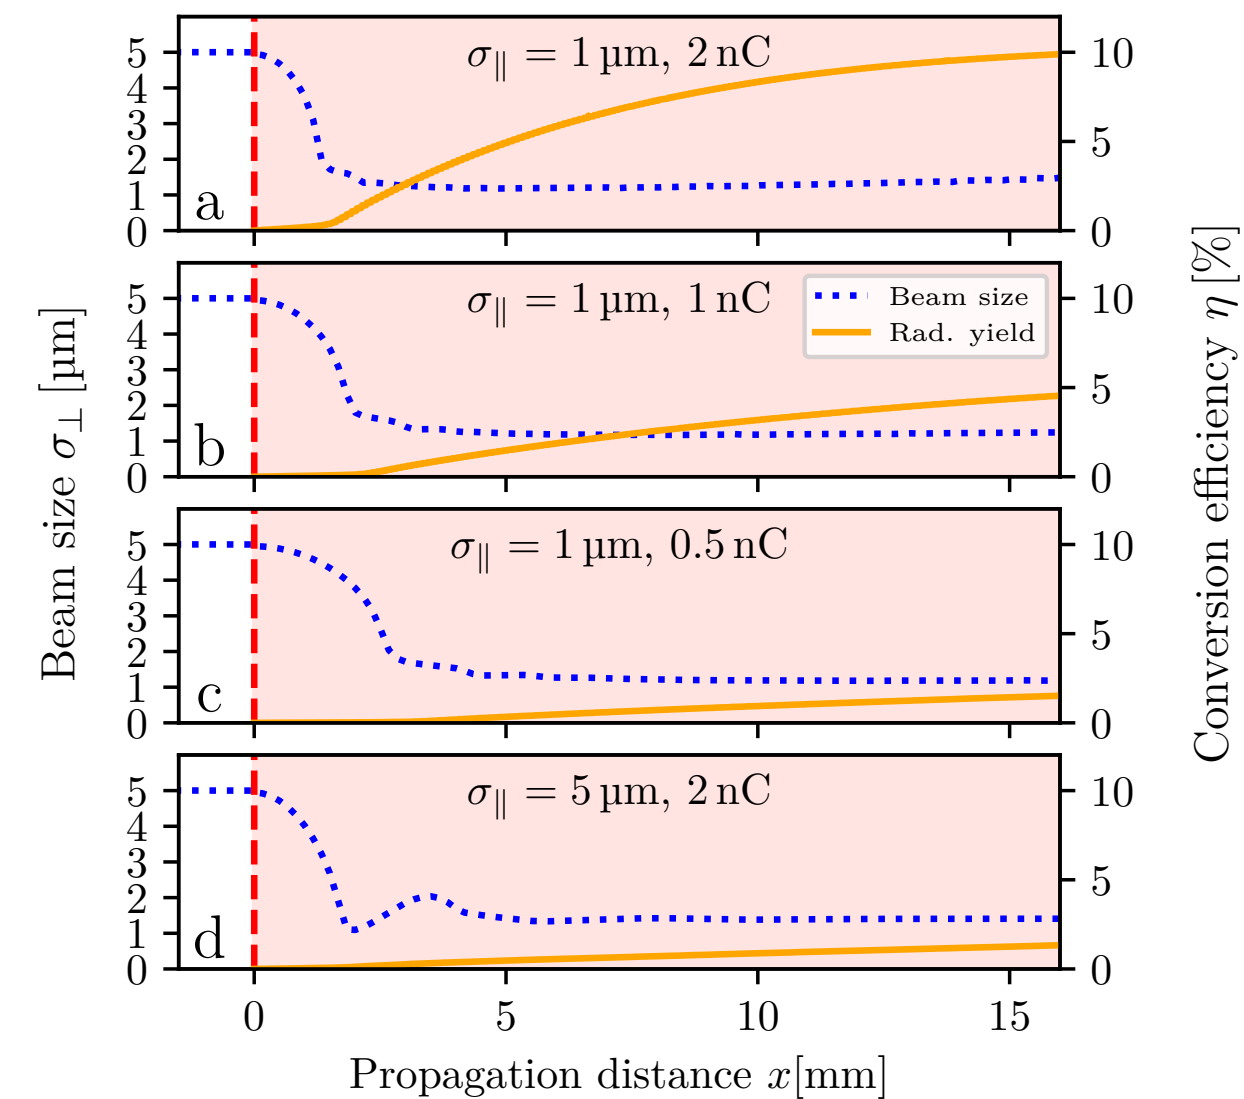 σ∥ = 1 µm, 2 nC
5
4
3
2
1
0
10
5
0
a
σ∥ = 1 µm, 1 nC
Beam size
Rad. yield
5
4
3
2
1
0
10
5
0
b
σ∥ = 1 µm, 0.5 nC
5
4
3
2
1
0
10
5
0
c
σ∥ = 5 µm, 2 nC
5
4
3
2
1
0
10
5
0
d
0 5 10 15
Propagation distance x[mm]
Beam size σ⊥ [µm]
Conversion efficiency η [%]